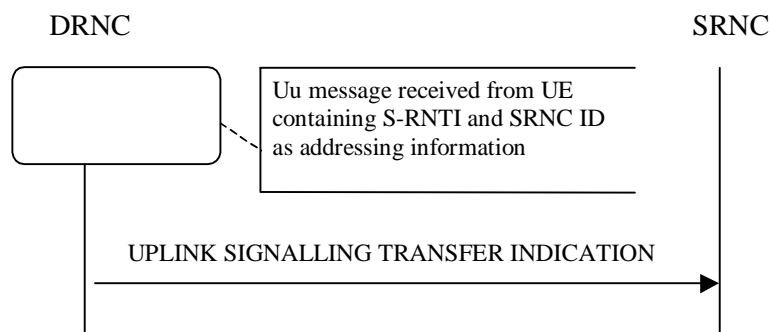 DRNC
SRNC
Uu message received from UE
containing S-RNTI and SRNC ID
as addressing information
UPLINK SIGNALLING TRANSFER INDICATION